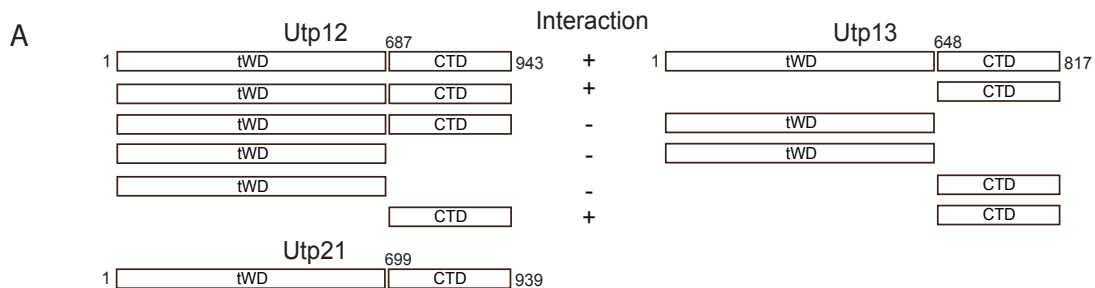 A
Interaction
Utp12 687 Utp13 648
1 tWD CTD 943 + 1 tWD CTD 817
tWD CTD + CTD
tWD CTD - tWD
tWD - tWD
tWD - CTD
CTD + CTD
Utp21 699
1 tWD CTD 939